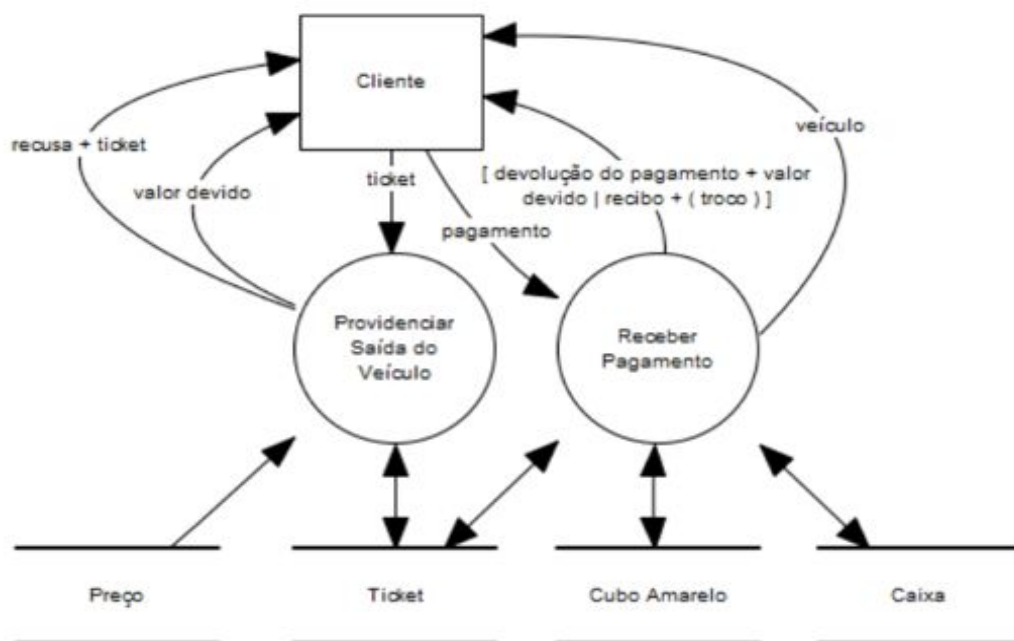 Cliente
recusa + ticket
valor devido
ticket
pagamento
[ devolução do pagamento + valor
devido | recibo + ( troco ) ]
veículo
Providenciar
Saída do
Veículo
Receber
Pagamento
Preço
Ticket
Cubo Amarelo
Caixa